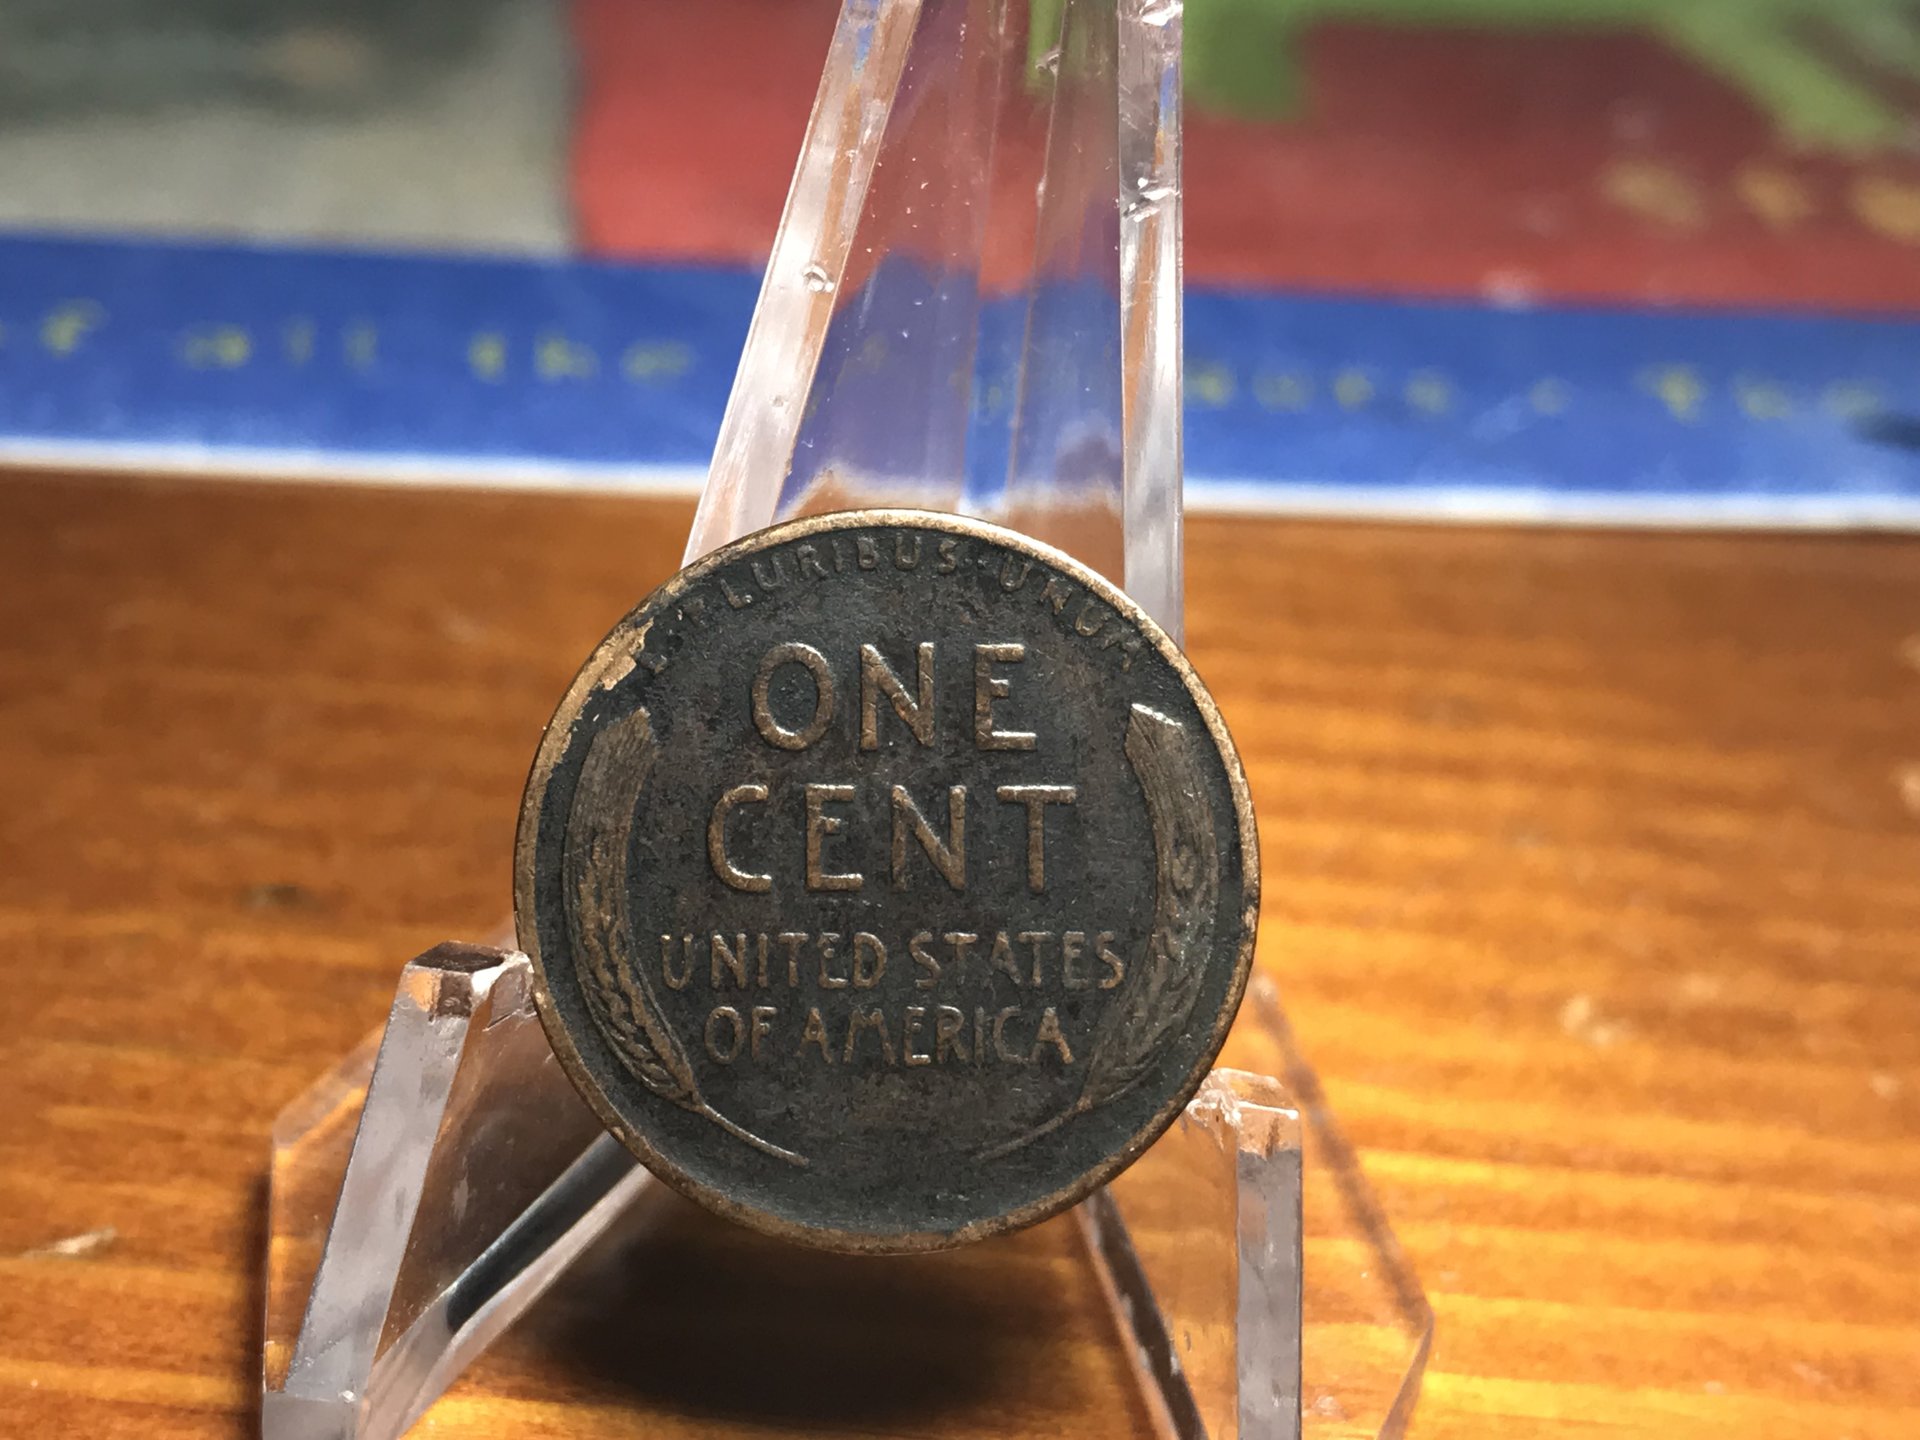 E PLURIBUS · UNUM
ONE
CENT
UNITED STATES
OF AMERICA